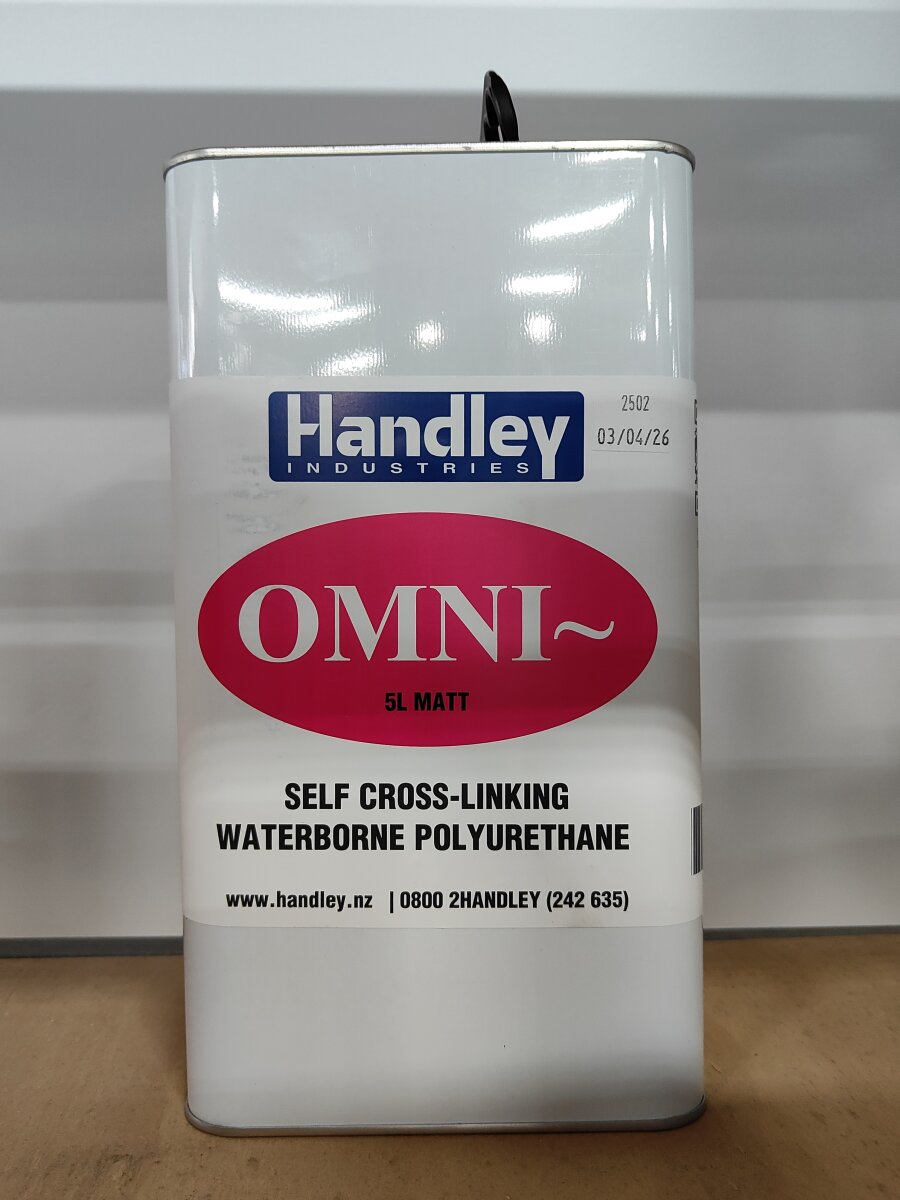 Handley
INDUSTRIES
2502
03/04/26
OMNI~
5L MATT
SELF CROSS-LINKING
WATERBORNE POLYURETHANE
www.handley.nz | 0800 2HANDLEY (242 635)